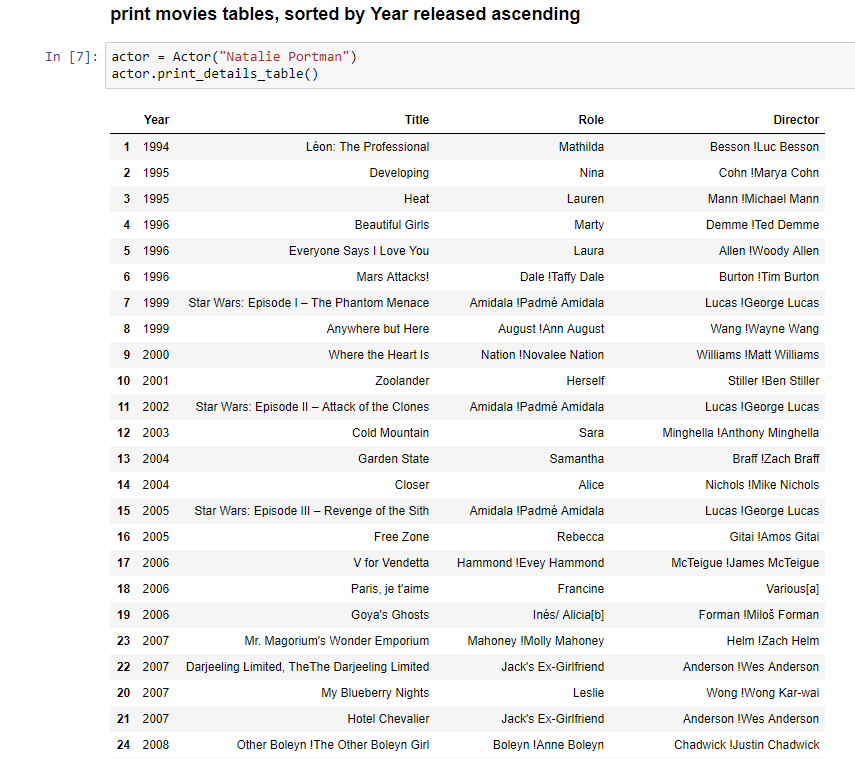 print movies tables, sorted by Year released ascending
In [7]: actor = Actor("Natalie Portman")
actor.print_details_table()
Year Title Role Director
1 1994 Léon: The Professional Mathilda Besson !Luc Besson
2 1995 Developing Nina Cohn !Marya Cohn
3 1995 Heat Lauren Mann !Michael Mann
4 1996 Beautiful Girls Marty Demme !Ted Demme
5 1996 Everyone Says I Love You Laura Allen !Woody Allen
6 1996 Mars Attacks! Dale !Taffy Dale Burton !Tim Burton
7 1999 Star Wars: Episode I – The Phantom Menace Amidala !Padmé Amidala Lucas !George Lucas
8 1999 Anywhere but Here August !Ann August Wang !Wayne Wang
9 2000 Where the Heart Is Nation !Novalee Nation Williams !Matt Williams
10 2001 Zoolander Herself Stiller !Ben Stiller
11 2002 Star Wars: Episode II – Attack of the Clones Amidala !Padmé Amidala Lucas !George Lucas
12 2003 Cold Mountain Sara Minghella !Anthony Minghella
13 2004 Garden State Samantha Braff !Zach Braff
14 2004 Closer Alice Nichols !Mike Nichols
15 2005 Star Wars: Episode III – Revenge of the Sith Amidala !Padmé Amidala Lucas !George Lucas
16 2005 Free Zone Rebecca Gitai !Amos Gitai
17 2006 V for Vendetta Hammond !Evey Hammond McTeigue !James McTeigue
18 2006 Paris, je t'aime Francine Various[a]
19 2006 Goya's Ghosts Inés/ Alicia[b] Forman !Miloš Forman
23 2007 Mr. Magorium's Wonder Emporium Mahoney !Molly Mahoney Helm !Zach Helm
22 2007 Darjeeling Limited, TheThe Darjeeling Limited Jack's Ex-Girlfriend Anderson !Wes Anderson
20 2007 My Blueberry Nights Leslie Wong !Wong Kar-wai
21 2007 Hotel Chevalier Jack's Ex-Girlfriend Anderson !Wes Anderson
24 2008 Other Boleyn !The Other Boleyn Girl Boleyn !Anne Boleyn Chadwick !Justin Chadwick